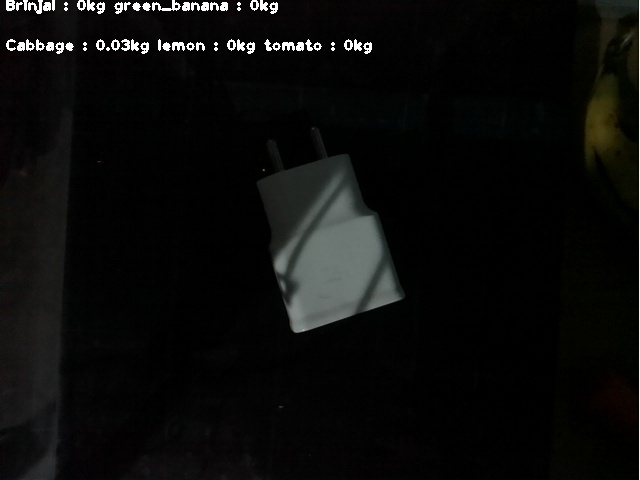 Brinjal : 0kg green_banana : 0kg
Cabbage : 0.03kg lemon : 0kg tomato : 0kg